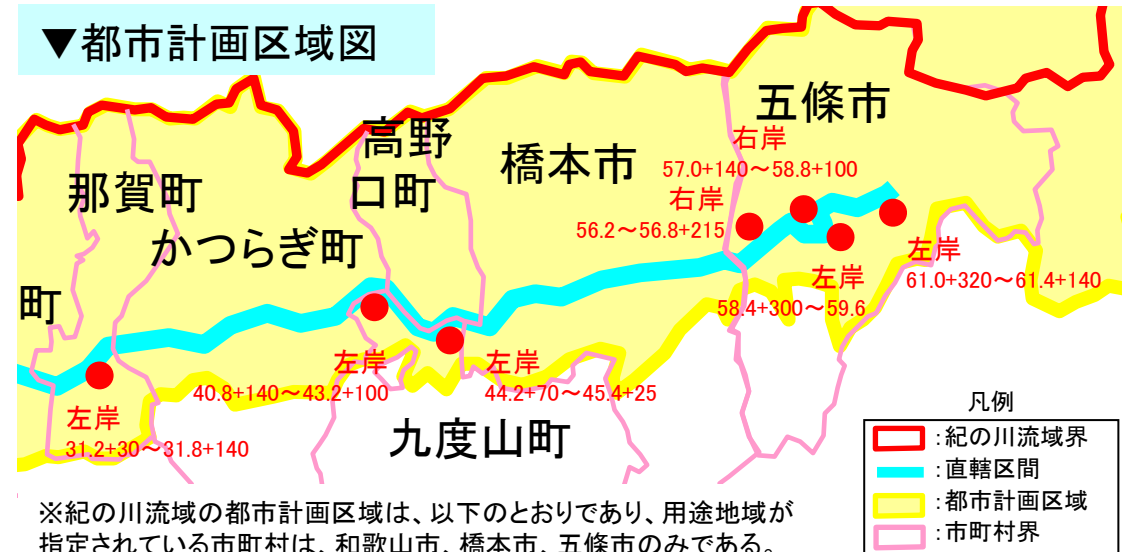 ▼都市計画区域図
五條市
高野
口町
橋本市
右岸
57.0+140～58.8+100
那賀町
右岸
56.2～56.8+215
かつらぎ町
左岸
61.0+320～61.4+140
左岸
58.4+300～59.6
町
左岸
40.8+140～43.2+100
左岸
44.2+70～45.4+25
左岸
31.2+30～31.8+140
九度山町
凡例
:紀の川流域界
:直轄区間
:都市計画区域
:市町村界
※紀の川流域の都市計画区域は、以下のとおりであり、用途地域が
指定されている市町村は、和歌山市、橋本市、五條市のみである。